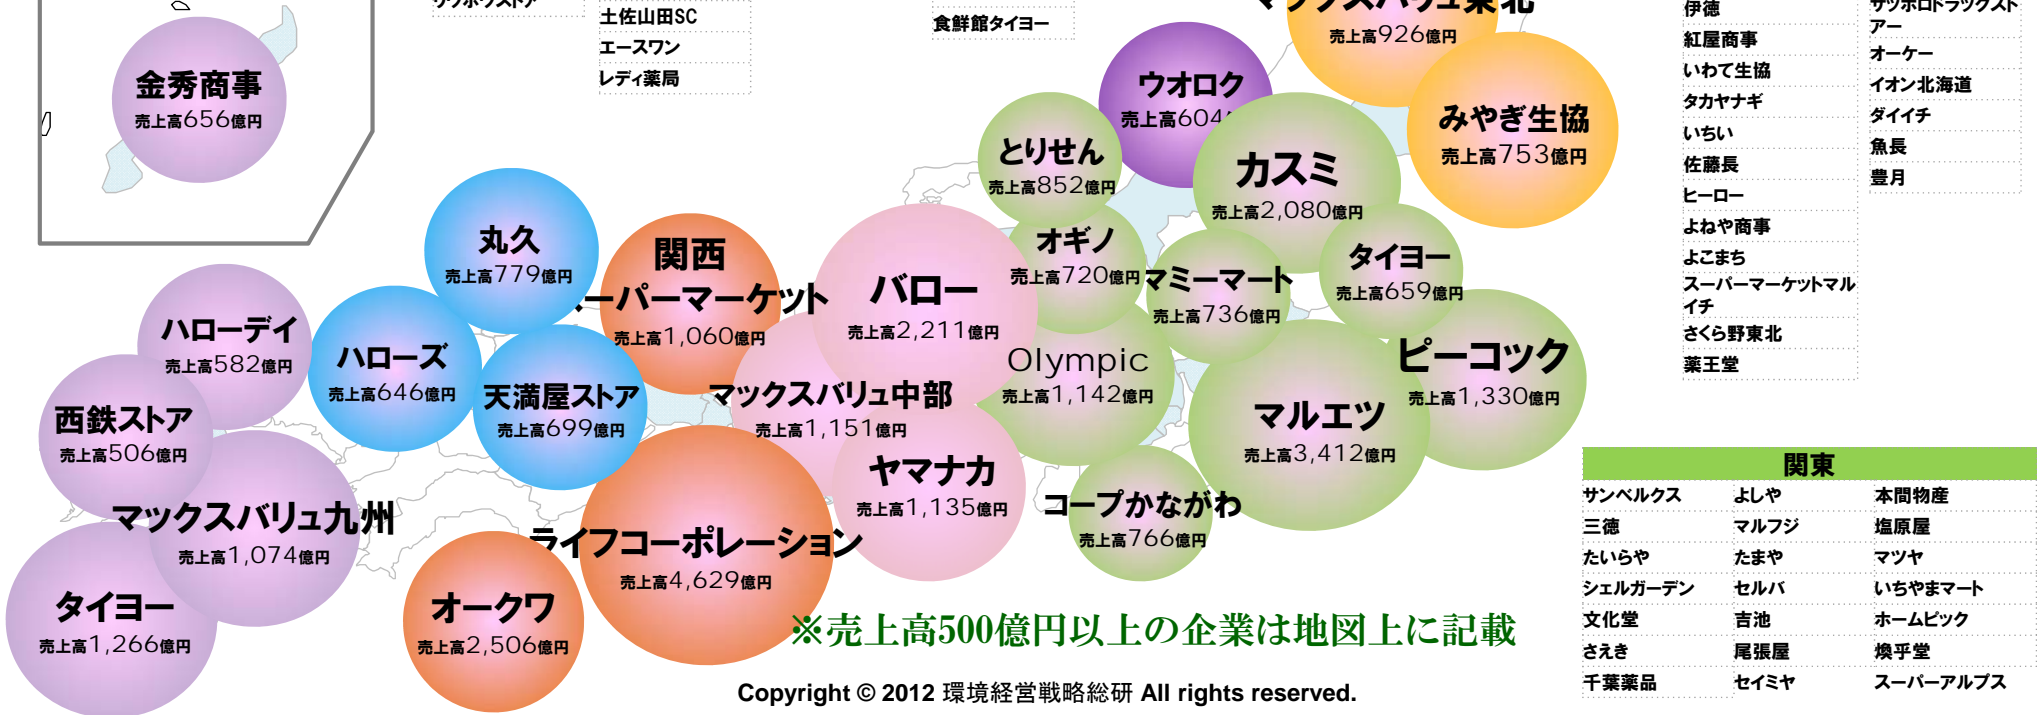 土佐山田SC
エースワン
レディ薬局
食鮮館タイヨー
売上高926億円
伊徳
紅屋商事
いわて生協
タカヤナギ
いちい
佐藤長
ヒーロー
よねや商事
よこまち
スーパーマーケットマル
イチ
さくら野東北
薬王堂
サッポロドラッグスト
アー
オーケー
イオン北海道
ダイイチ
魚長
豊月
金秀商事
売上高656億円
ウオロク
売上高604
みやぎ生協
売上高753億円
とりせん
売上高852億円
カスミ
売上高2,080億円
丸久
売上高779億円
関西
ーパーマーケット
売上高1,060億円
バロー
売上高2,211億円
オギノ
売上高720億円
マミーマート
売上高736億円
タイヨー
売上高659億円
ハローデイ
売上高582億円
ハローズ
売上高646億円
天満屋ストア
売上高699億円
マックスバリュ中部
売上高1,151億円
Olympic
売上高1,142億円
ピーコック
売上高1,330億円
マルエツ
売上高3,412億円
西鉄ストア
売上高506億円
ヤマナカ
売上高1,135億円
コープかながわ
売上高766億円
マックスバリュ九州
売上高1,074億円
ライフコーポレーション
売上高4,629億円
タイヨー
売上高1,266億円
オークワ
売上高2,506億円
※売上高500億円以上の企業は地図上に記載
関東
サンベルクス よしや 本間物産
三徳 マルフジ 塩原屋
たいらや たまや マツヤ
シェルガーデン セルバ いちやまマート
文化堂 吉池 ホームピック
さえき 尾張屋 煥乎堂
千葉薬品 セイミヤ スーパーアルプス
Copyright © 2012 環境経営戦略総研 All rights reserved.